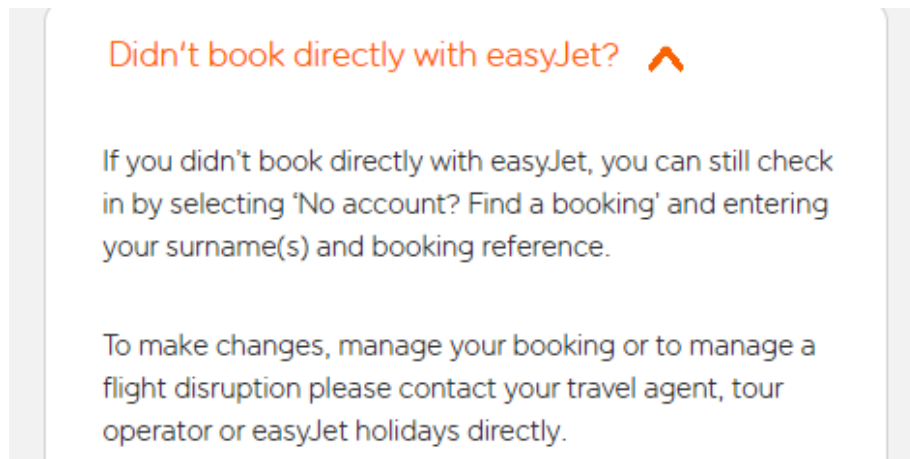 Didn't book directly with easyJet?
If you didn't book directly with easyJet, you can still check
in by selecting 'No account? Find a booking' and entering
your surname(s) and booking reference.
To make changes, manage your booking or to manage a
flight disruption please contact your travel agent, tour
operator or easyJet holidays directly.